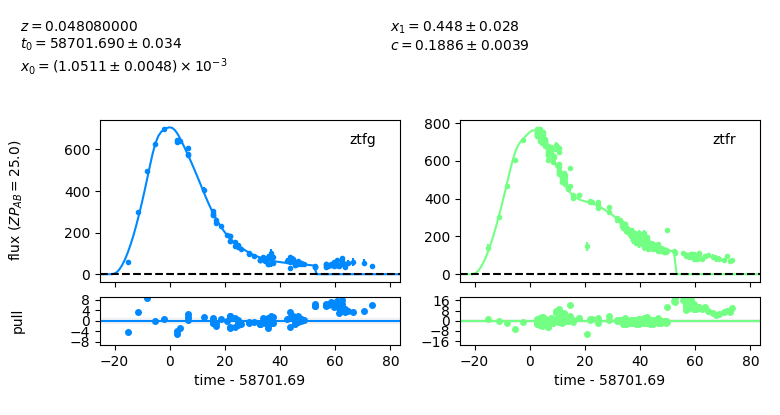 z = 0.048080000
t₀ = 58701.690 ± 0.034
x₀ = (1.0511 ± 0.0048) × 10⁻³
x₁ = 0.448 ± 0.028
c = 0.1886 ± 0.0039
flux (ZP_AB = 25.0)
600
400
200
0
ztfg
800
600
400
200
0
ztfr
pull
8
4
0
−4
−8
−20
0
20
40
60
80
time - 58701.69
16
8
0
−8
−16
−20
0
20
40
60
80
time - 58701.69